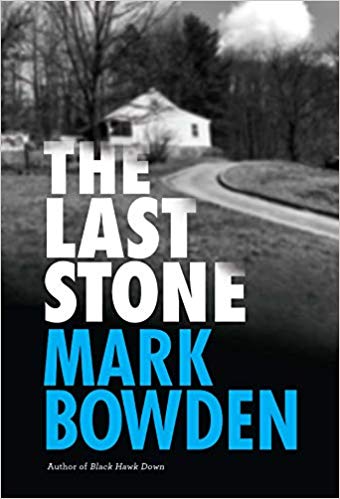 THE
LAST
STONE
MARK
BOWDEN
Author of Black Hawk Down